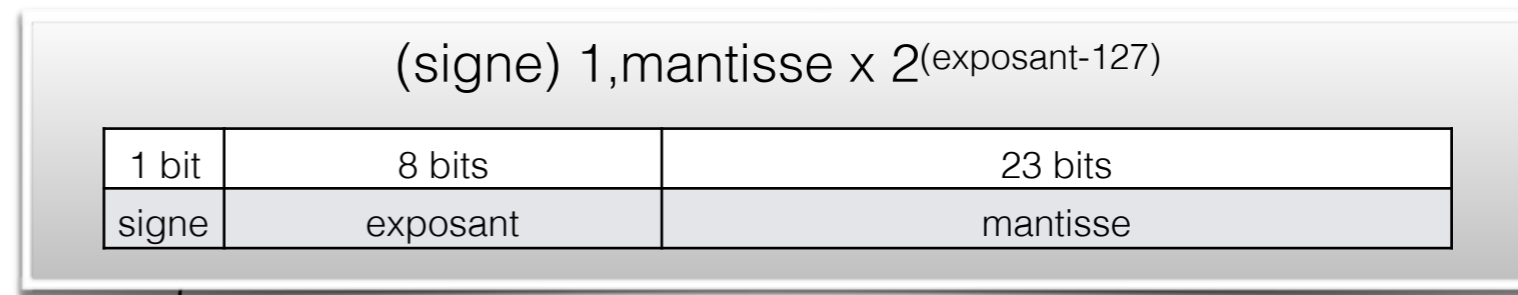 (signe) 1,mantisse x 2(exposant-127)
1 bit 8 bits 23 bits
signe exposant mantisse